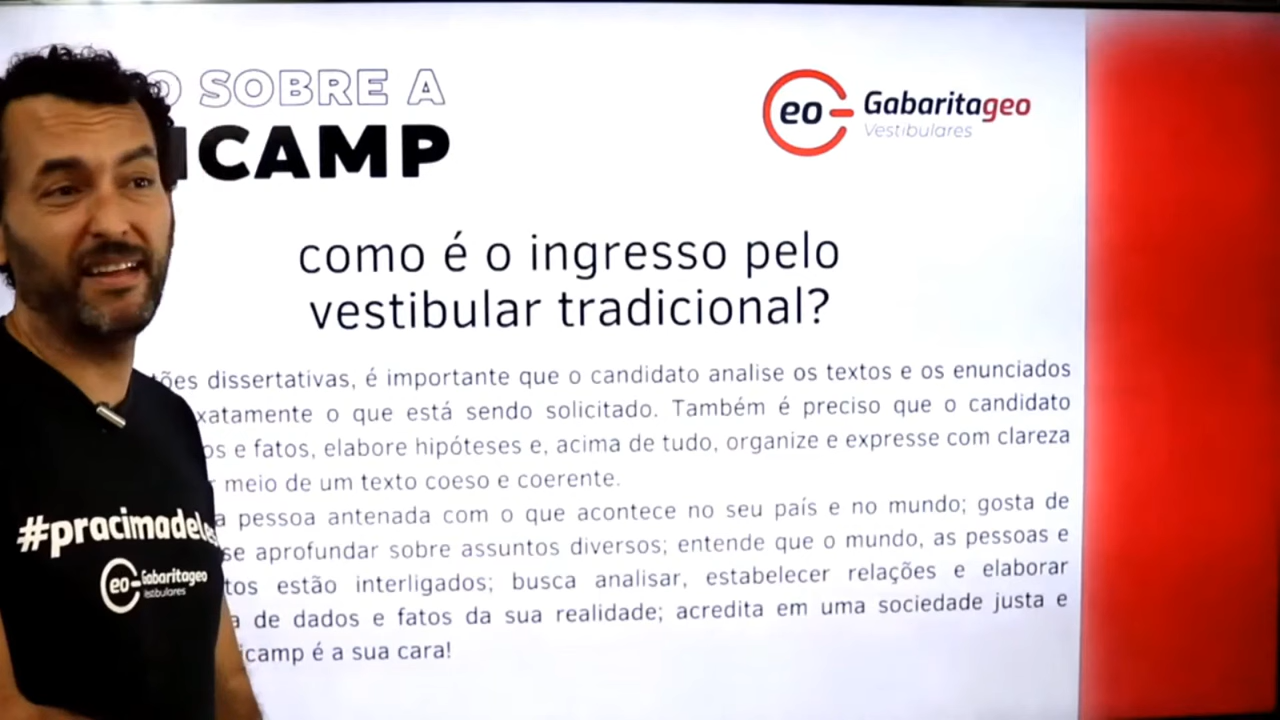 O SOBRE A
ICAMP
eo
Gabaritageo
Vestibulares
como é o ingresso pelo
vestibular tradicional?
dissertativas, é importante que o candidato analise os textos e os enunciados
xatamente o que está sendo solicitado. Também é preciso que o candidato
os e fatos, elabore hipóteses e, acima de tudo, organize e expresse com clareza
meio de um texto coeso e coerente.
a pessoa antenada com o que acontece no seu país e no mundo; gosta de
se aprofundar sobre assuntos diversos; entende que o mundo, as pessoas e
tos estão interligados; busca analisar, estabelecer relações e elaborar
de dados e fatos da sua realidade; acredita em uma sociedade justa e
icamp é a sua cara!
#pracimadeles
eo
Gabaritageo
Vestibulares